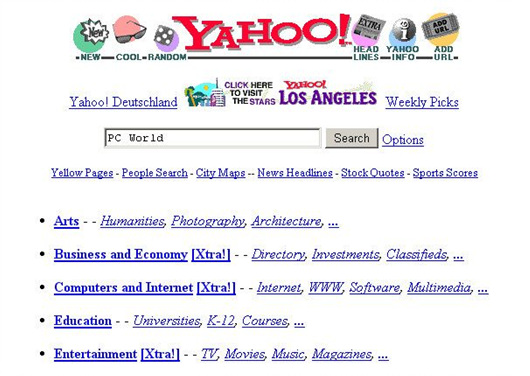 New
EXTRA
i
ADD URL
YAHOO!
NEW COOL RANDOM
HEAD LINES YAHOO INFO ADD URL
Yahoo! Deutschland
CLICK HERE TO VISIT THE STARS
YAHOO! LOS ANGELES
Weekly Picks
PC World Search Options
Yellow Pages - People Search - City Maps -- News Headlines - Stock Quotes - Sports Scores
• Arts - - Humanities, Photography, Architecture, ...
• Business and Economy [Xtra!] - - Directory, Investments, Classifieds, ...
• Computers and Internet [Xtra!] - - Internet, WWW, Software, Multimedia, ...
• Education - - Universities, K-12, Courses, ...
• Entertainment [Xtra!] - - TV, Movies, Music, Magazines, ...